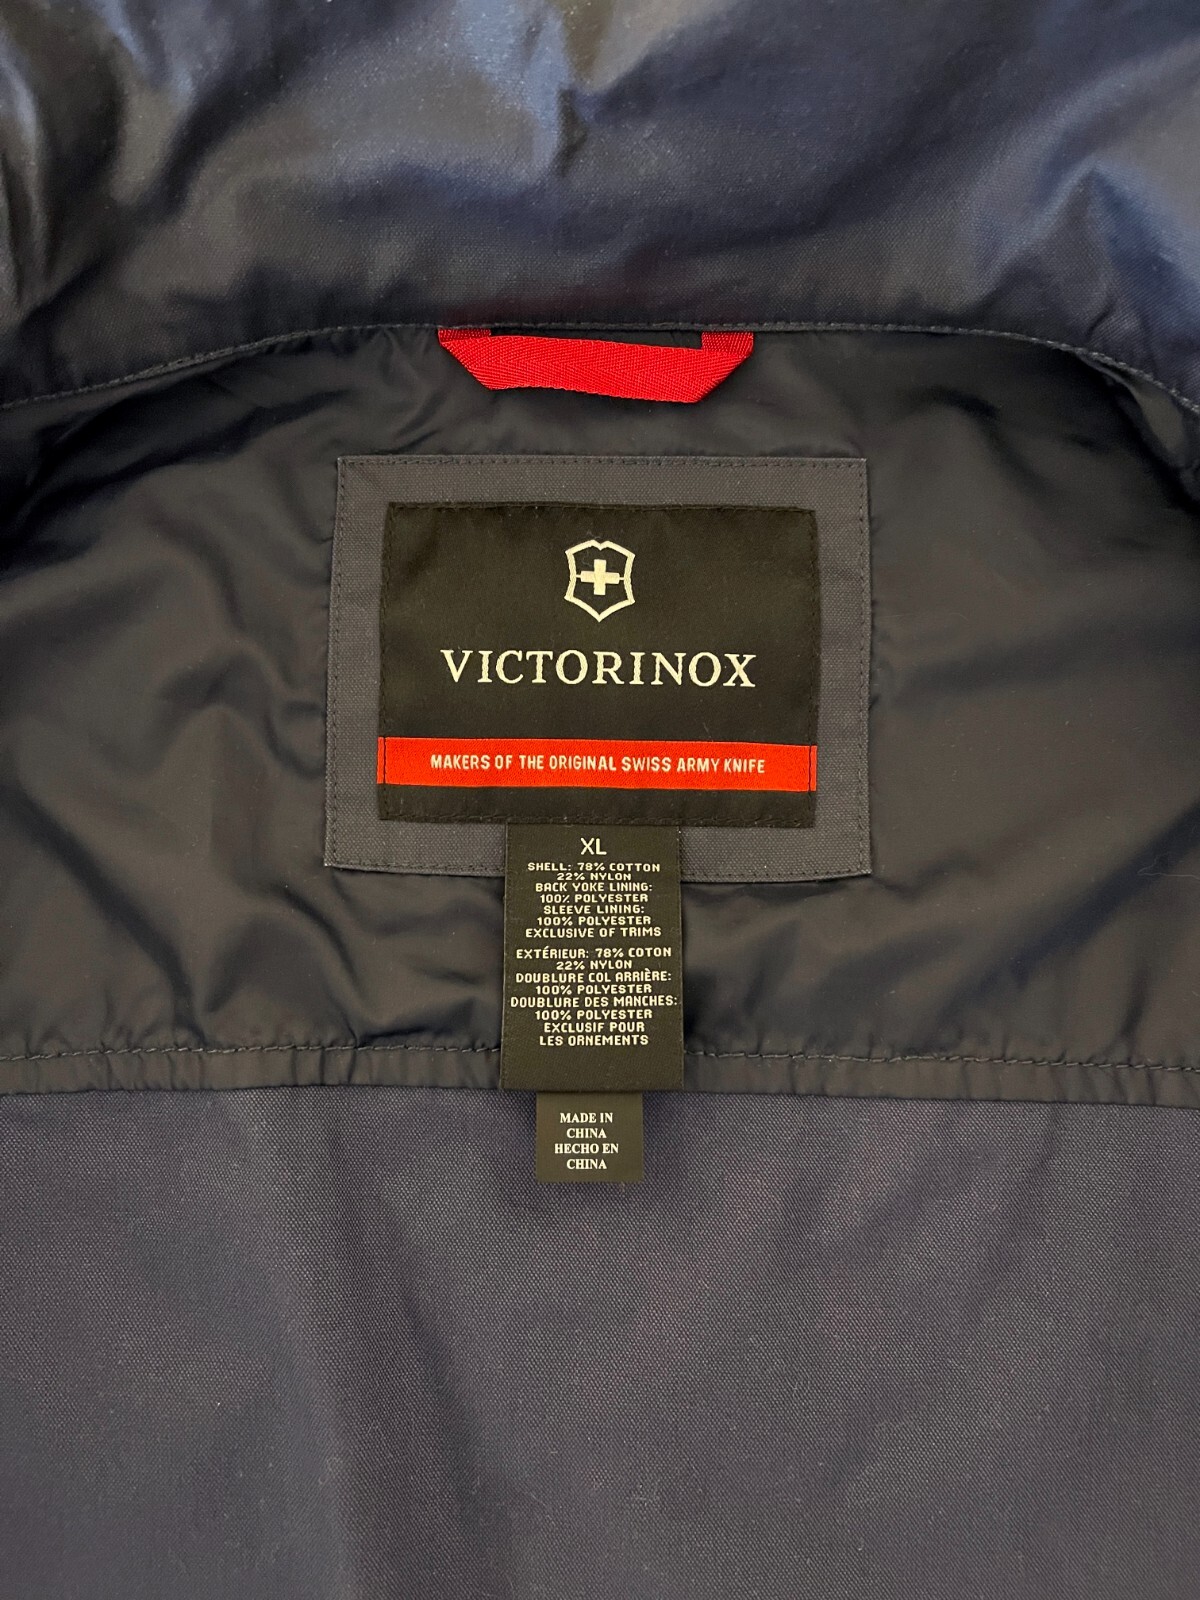 VICTORINOX
MAKERS OF THE ORIGINAL SWISS ARMY KNIFE
XL
SHELL: 78% COTTON
22% NYLON
BACK YOKE LINING:
100% POLYESTER
SLEEVE LINING:
100% POLYESTER
EXCLUSIVE OF TRIMS
EXTÉRIEUR: 78% COTON
22% NYLON
DOUBLURE COL ARRIÈRE:
100% POLYESTER
DOUBLURE DES MANCHES:
100% POLYESTER
EXCLUSIF POUR
LES ORNEMENTS
MADE IN
CHINA
HECHO EN
CHINA